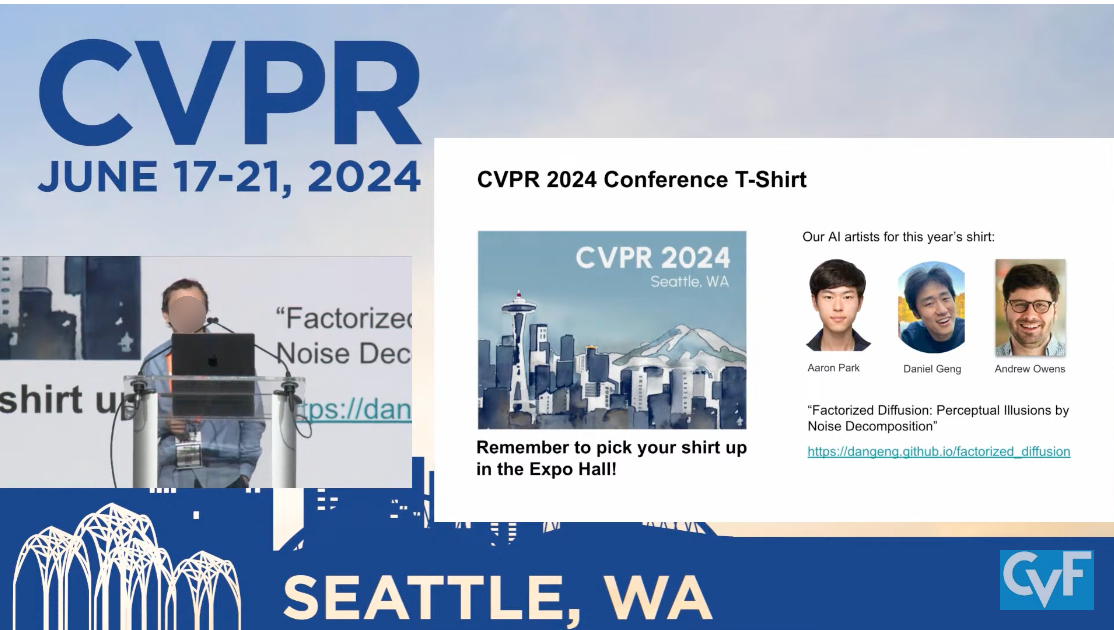 CVPR
JUNE 17-21, 2024
CVPR 2024 Conference T-Shirt
CVPR 2024
Seattle, WA
Remember to pick your shirt up
in the Expo Hall!
Our AI artists for this year's shirt:
Aaron Park
Daniel Geng
Andrew Owens
“Factorized Diffusion: Perceptual Illusions by
Noise Decomposition”
https://dangeng.github.io/factorized_diffusion
“Factorized
Noise Dec
shirt up
tps://dan
SEATTLE, WA
CVF